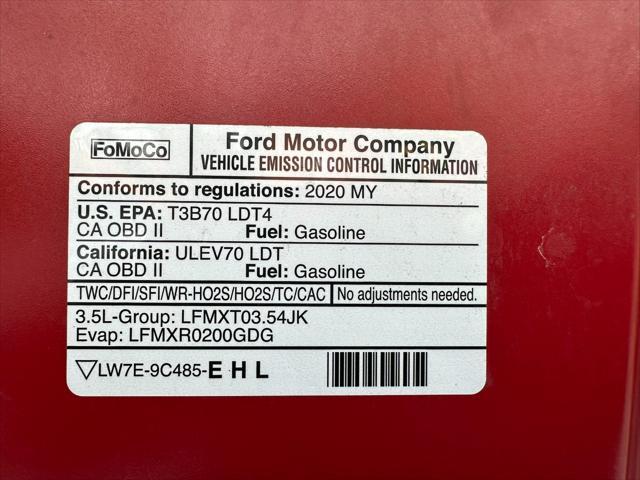 FoMoCo
Ford Motor Company
VEHICLE EMISSION CONTROL INFORMATION
Conforms to regulations: 2020 MY
U.S. EPA: T3B70 LDT4
CA OBD II Fuel: Gasoline
California: ULEV70 LDT
CA OBD II Fuel: Gasoline
TWC/DFI/SFI/WR-HO2S/HO2S/TC/CAC No adjustments needed.
3.5L-Group: LFMXT03.54JK
Evap: LFMXR0200GDG
LW7E-9C485-E H L